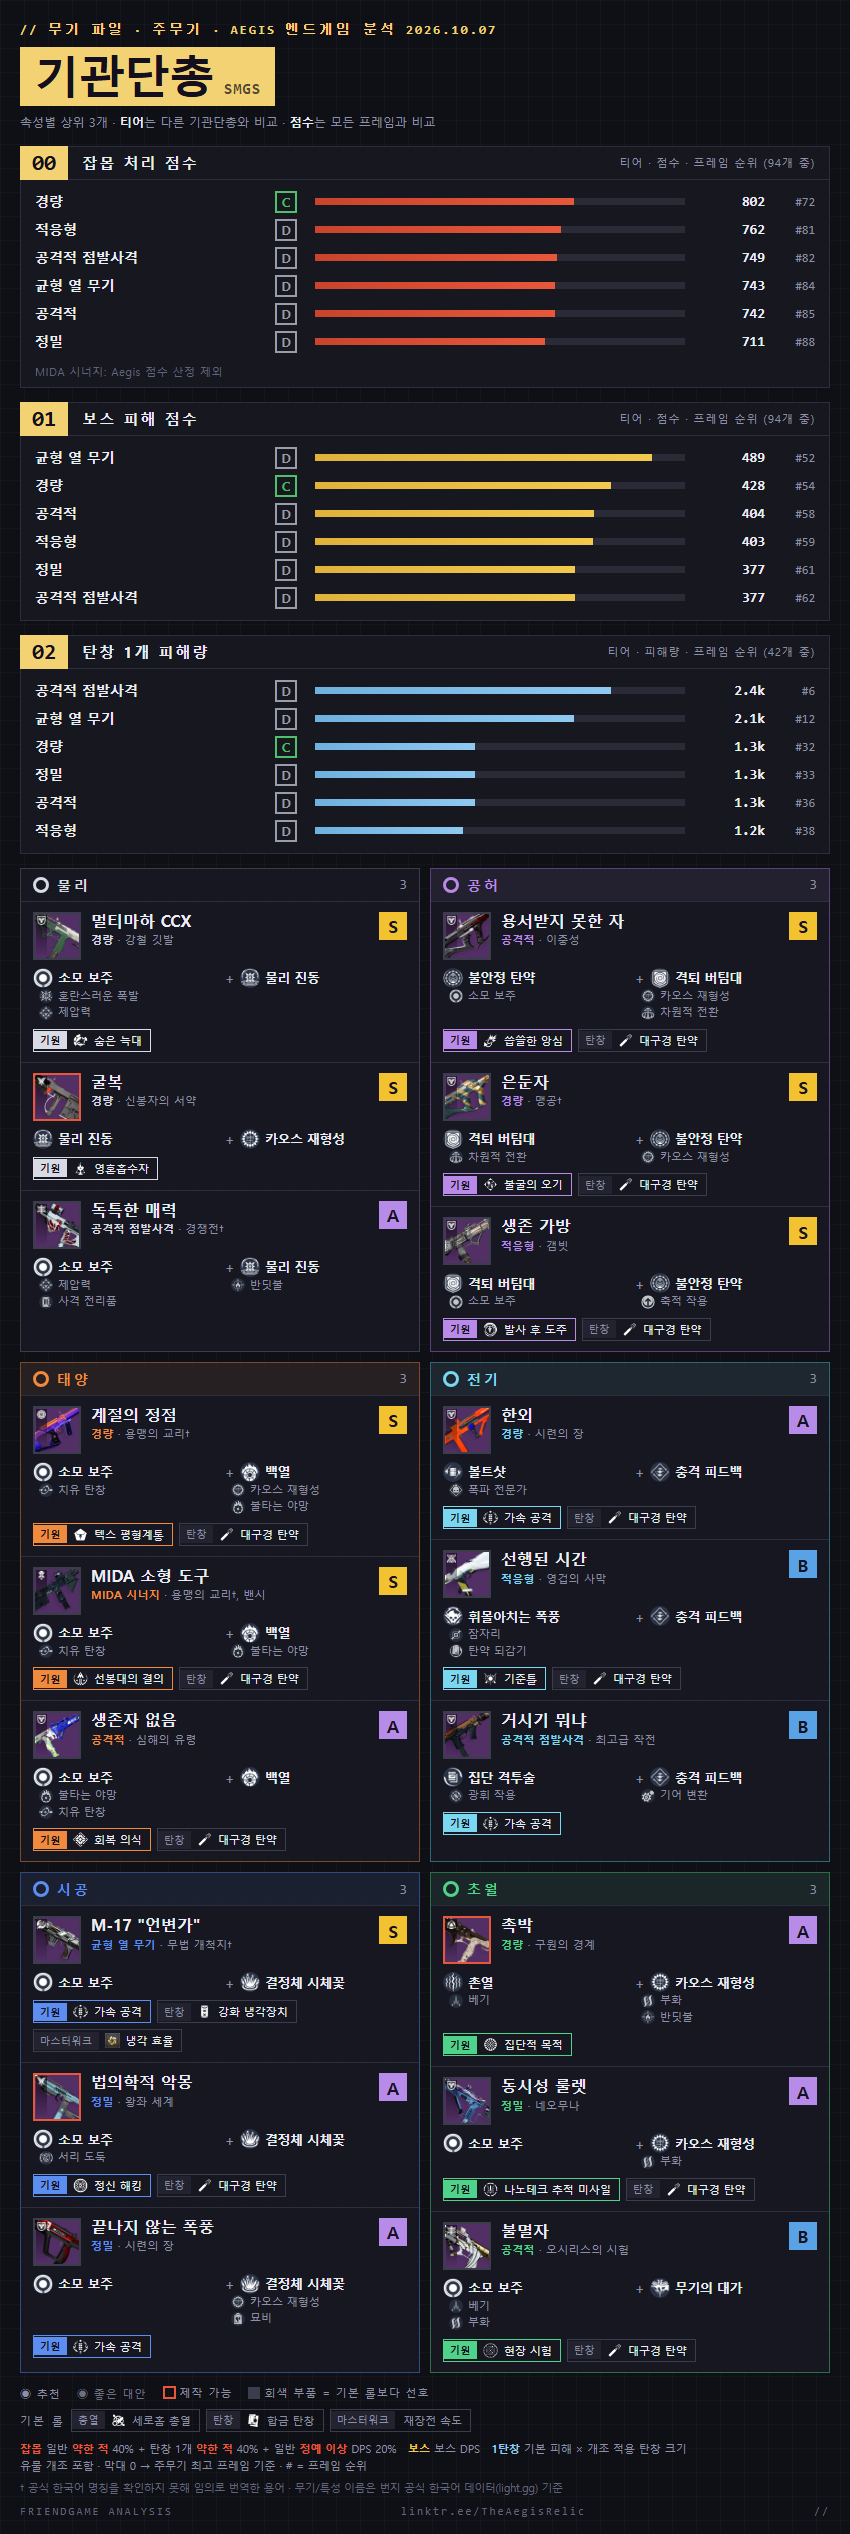 // 무기 파일 · 주무기 · AEGIS 엔드게임 분석 2026.10.07
기관단총 SMGS
속성별 상위 3개 · 티어는 다른 기관단총와 비교 · 점수는 모든 프레임과 비교
00 잡몹 처리 점수 티어 · 점수 · 프레임 순위 (94개 중)
경량 C 802 #72
적응형 D 762 #81
공격적 점발사격 D 749 #82
균형 열 무기 D 743 #84
공격적 D 742 #85
정밀 D 711 #88
MIDA 시너지: Aegis 점수 산정 제외
01 보스 피해 점수 티어 · 점수 · 프레임 순위 (94개 중)
균형 열 무기 D 489 #52
경량 C 428 #54
공격적 D 404 #58
적응형 D 403 #59
정밀 D 377 #61
공격적 점발사격 D 377 #62
02 탄창 1개 피해량 티어 · 피해량 · 프레임 순위 (42개 중)
공격적 점발사격 D 2.4k #6
균형 열 무기 D 2.1k #12
경량 C 1.3k #32
정밀 D 1.3k #33
공격적 D 1.3k #36
적응형 D 1.2k #38
물리 3
멀티마하 CCX S
경량 · 강철 깃발
소모 보주 + 물리 진동
혼란스러운 폭발
제압력
기원 숨은 늑대
굴복 S
경량 · 신봉자의 서약
물리 진동 + 카오스 재형성
기원 영혼흡수자
독특한 매력 A
공격적 점발사격 · 경쟁전†
소모 보주 + 물리 진동
제압력 반딧불
사격 전리품
공허 3
용서받지 못한 자 S
공격적 · 이중성
불안정 탄약 + 격퇴 버팀대
소모 보주 카오스 재형성
차원적 전환
기원 씁쓸한 앙심 탄창 대구경 탄약
은둔자 S
경량 · 맹공†
격퇴 버팀대 + 불안정 탄약
차원적 전환 카오스 재형성
기원 불굴의 오기 탄창 대구경 탄약
생존 가방 S
적응형 · 갬빗
격퇴 버팀대 + 불안정 탄약
소모 보주 축적 작용
기원 발사 후 도주 탄창 대구경 탄약
태양 3
계절의 정점 S
경량 · 용맹의 교리†
소모 보주 + 백열
치유 탄창 카오스 재형성
불타는 야망
기원 텍스 평형계통 탄창 대구경 탄약
MIDA 소형 도구 S
MIDA 시너지 · 용맹의 교리†, 밴시
소모 보주 + 백열
치유 탄창 불타는 야망
기원 선봉대의 결의 탄창 대구경 탄약
생존자 없음 A
공격적 · 심해의 유령
소모 보주 + 백열
불타는 야망
치유 탄창
기원 회복 의식 탄창 대구경 탄약
전기 3
한외 A
경량 · 시련의 장
볼트샷 + 충격 피드백
폭파 전문가
기원 가속 공격 탄창 대구경 탄약
선행된 시간 B
적응형 · 영겁의 사막
휘몰아치는 폭풍 + 충격 피드백
잠자리
탄약 되감기
기원 기준틀 탄창 대구경 탄약
거시기 뭐냐 B
공격적 점발사격 · 최고급 작전
집단 격투술 + 충격 피드백
광휘 작용 기어 변환
기원 가속 공격
시공 3
M-17 "언변가" S
균형 열 무기 · 무법 개척지†
소모 보주 + 결정체 시체꽃
기원 가속 공격 탄창 강화 냉각장치
마스터워크 냉각 효율
법의학적 악몽 A
정밀 · 왕좌 세계
소모 보주 + 결정체 시체꽃
서리 도둑
기원 정신 해킹 탄창 대구경 탄약
끝나지 않는 폭풍 A
정밀 · 시련의 장
소모 보주 + 결정체 시체꽃
카오스 재형성
묘비
기원 가속 공격
초월 3
촉박 A
경량 · 구원의 경계
촌열 + 카오스 재형성
베기 부화
반딧불
기원 집단적 목적
동시성 룰렛 A
정밀 · 네오무나
소모 보주 + 카오스 재형성
부화
기원 나노테크 추적 미사일 탄창 대구경 탄약
불멸자 B
공격적 · 오시리스의 시험
소모 보주 + 무기의 대가
베기
부화
기원 현장 시험 탄창 대구경 탄약
추천 좋은 대안 제작 가능 회색 부품 = 기본 롤보다 선호
기본 롤 총열 세로홈 총열 탄창 합금 탄창 마스터워크 재장전 속도
잡몹 일반 약한 적 40% + 탄창 1개 약한 적 40% + 일반 정예 이상 DPS 20% 보스 보스 DPS 1탄창 기본 피해 × 개조 적용 탄창 크기
유물 개조 포함 · 막대 0 → 주무기 최고 프레임 기준 · # = 프레임 순위
† 공식 한국어 명칭을 확인하지 못해 임의로 번역한 용어 · 무기/특성 이름은 번지 공식 한국어 데이터(light.gg) 기준
FRIENDGAME ANALYSIS linktr.ee/TheAegisRelic //